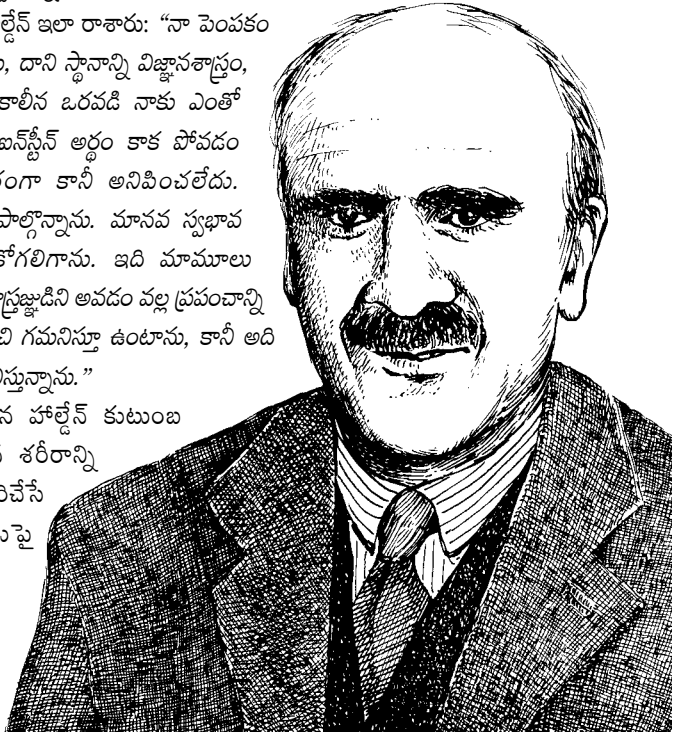 ల్డేన్ ఇలా రాశారు: “నా పెంపకం
దాని స్థానాన్ని విజ్ఞానశాస్త్రం,
కాలీన ఒరవడి నాకు ఎంతో
ఐన్‌స్టీన్ అర్థం కాక పోవడం
రంగా కానీ అనిపించలేదు.
పాల్గొన్నాను. మానవ స్వభావ
కోగలిగాను. ఇది మామూలు
స్త్రజ్ఞుడిని అవడం వల్ల ప్రపంచాన్ని
చి గమనిస్తూ ఉంటాను, కానీ అది
స్తున్నాను.”
న హాల్డేన్ కుటుంబ
శరీరాన్ని
చేసే
పై